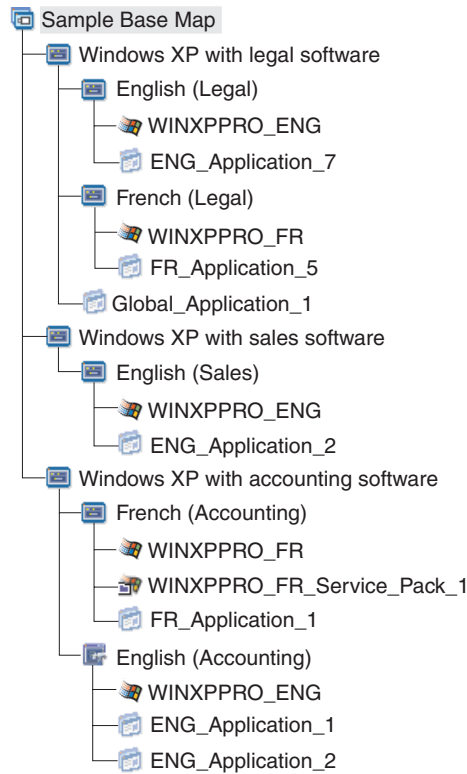 Sample Base Map
Windows XP with legal software
English (Legal)
WINXPPRO_ENG
ENG_Application_7
French (Legal)
WINXPPRO_FR
FR_Application_5
Global_Application_1
Windows XP with sales software
English (Sales)
WINXPPRO_ENG
ENG_Application_2
Windows XP with accounting software
French (Accounting)
WINXPPRO_FR
WINXPPRO_FR_Service_Pack_1
FR_Application_1
English (Accounting)
WINXPPRO_ENG
ENG_Application_1
ENG_Application_2